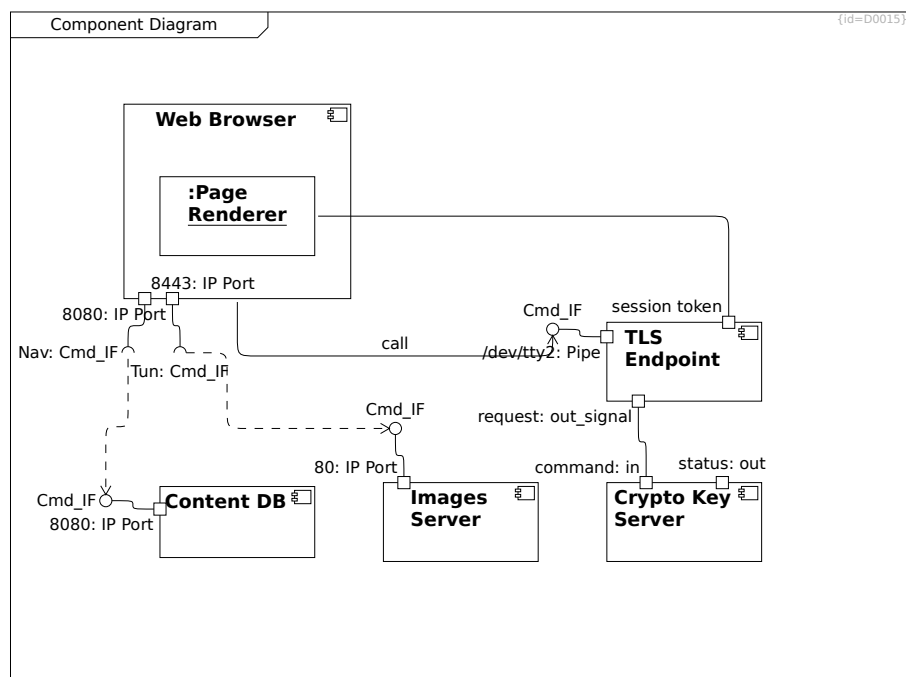 Component Diagram
{id=D0015}
Web Browser
:Page
Renderer
8443: IP Port
8080: IP Port
session token
Cmd_IF
Nav: Cmd_IF
call
/dev/tty2: Pipe
TLS
Endpoint
Tun: Cmd_IF
Cmd_IF
request: out_signal
80: IP Port
command: in
status: out
Cmd_IF
Content DB
8080: IP Port
Images
Server
Crypto Key
Server